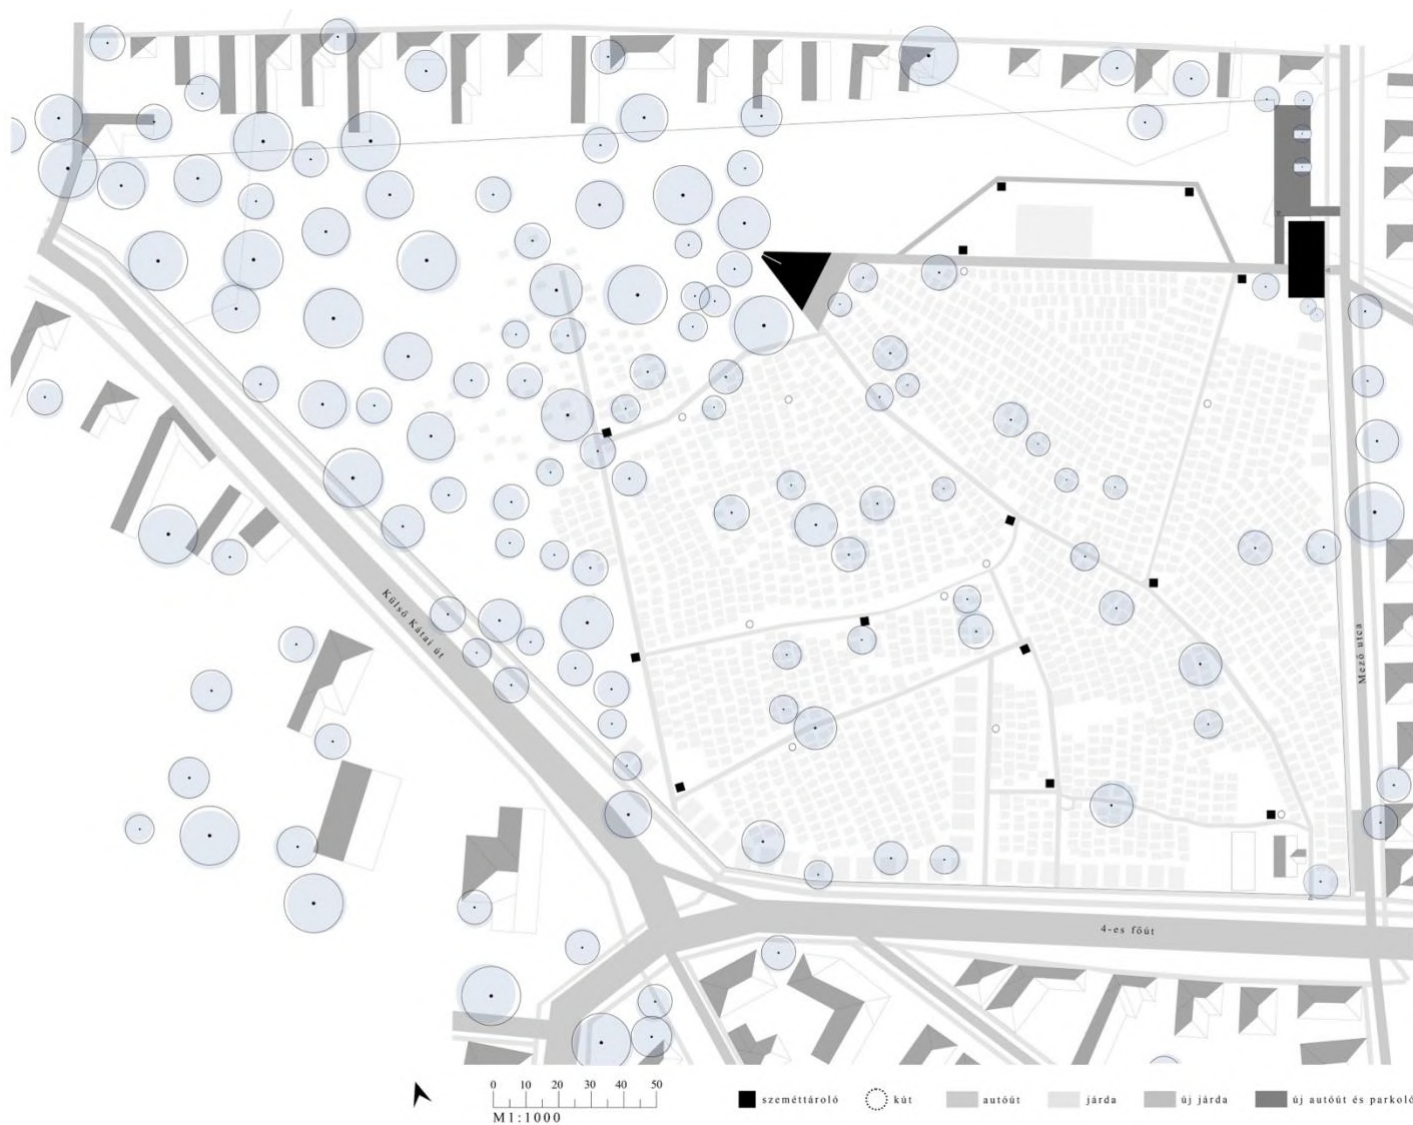 Külső Kátai út
Mező utca
4-es főút
0 10 20 30 40 50
M1:1000
szeméttároló
kút
autóút
járda
új járda
új autóút és parkoló